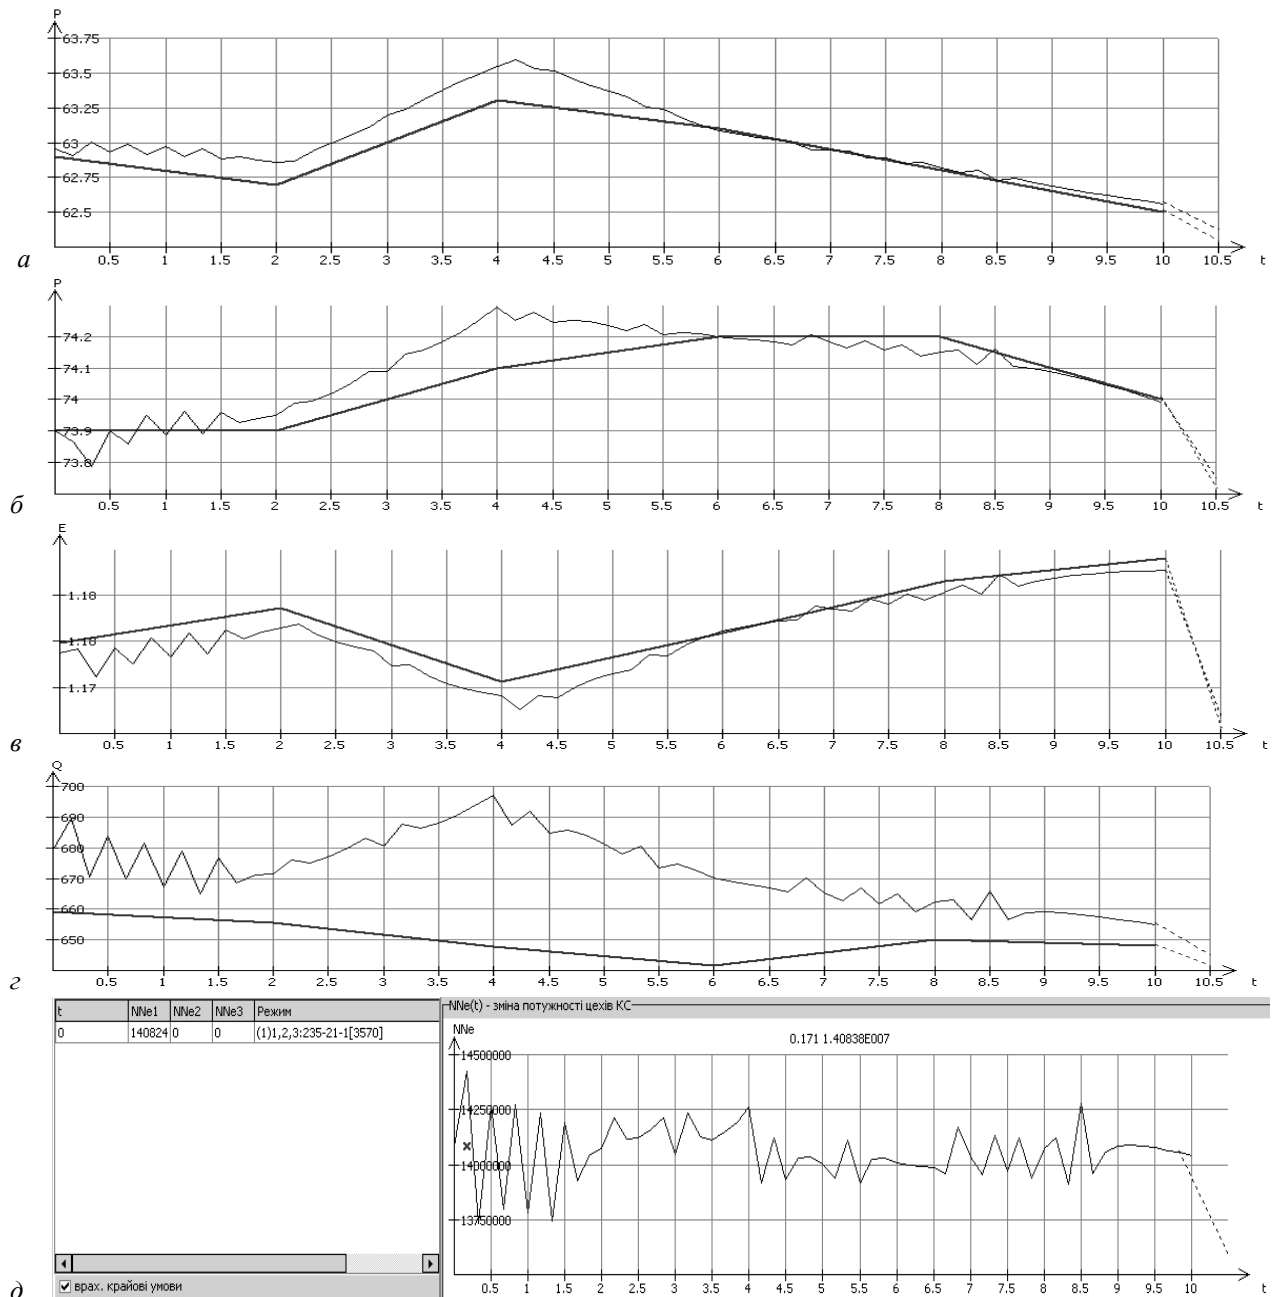 P
63.75
63.5
63.25
63
62.75
62.5
а
0.5 1 1.5 2 2.5 3 3.5 4 4.5 5 5.5 6 6.5 7 7.5 8 8.5 9 9.5 10 10.5 t
P
74.2
74.1
74
73.9
73.8
б
0.5 1 1.5 2 2.5 3 3.5 4 4.5 5 5.5 6 6.5 7 7.5 8 8.5 9 9.5 10 10.5 t
E
1.18
1.18
1.17
в
0.5 1 1.5 2 2.5 3 3.5 4 4.5 5 5.5 6 6.5 7 7.5 8 8.5 9 9.5 10 10.5 t
Q
700
690
680
670
660
650
г
0.5 1 1.5 2 2.5 3 3.5 4 4.5 5 5.5 6 6.5 7 7.5 8 8.5 9 9.5 10 10.5 t
t NNe1 NNe2 NNe3 Режим
0 140824 0 0 (1)1,2,3:235-21-1[3570]
врах. крайові умови
NNe(t) - зміна потужності цехів КС
NNe
0.171 1.40838E007
14500000
14250000
14000000
13750000
0.5 1 1.5 2 2.5 3 3.5 4 4.5 5 5.5 6 6.5 7 7.5 8 8.5 9 9.5 10 t
д